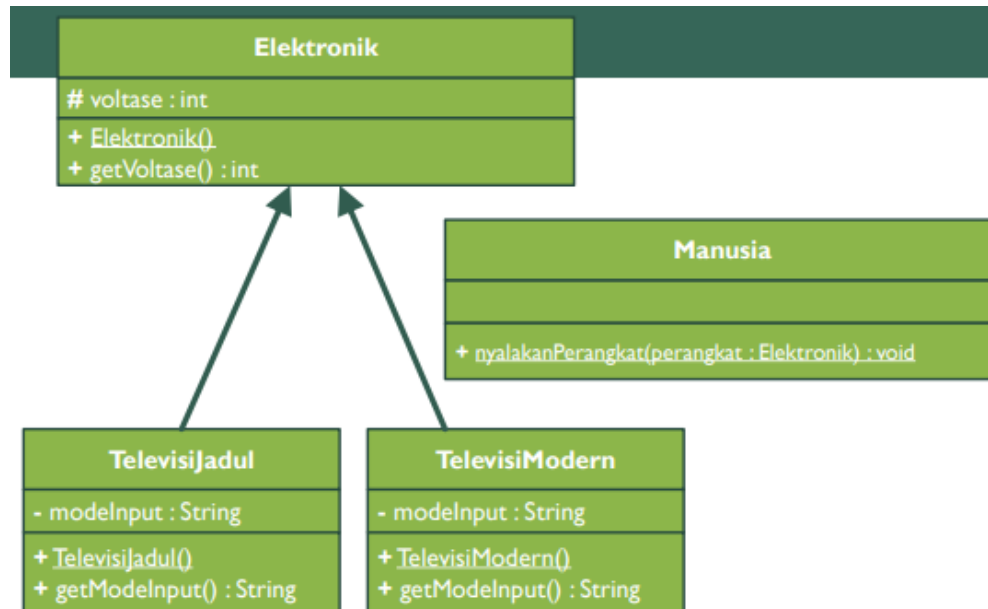 Elektronik
# voltase : int
+ Elektronik()
+ getVoltase() : int
Manusia
+ nyalakanPerangkat(perangkat : Elektronik) : void
TelevisiJadul
- modeInput : String
+ TelevisiJadul()
+ getModeInput() : String
TelevisiModern
- modeInput : String
+ TelevisiModern()
+ getModeInput() : String